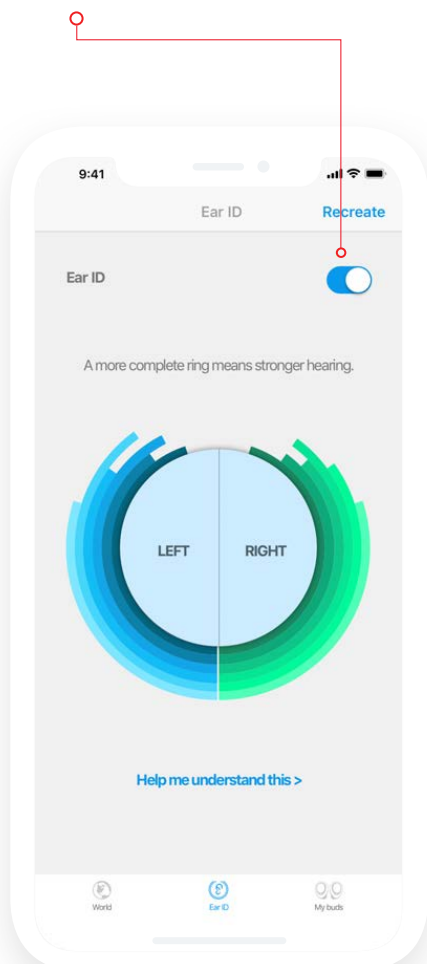 9:41
Ear ID
Recreate
Ear ID
A more complete ring means stronger hearing.
LEFT
RIGHT
Help me understand this >
World
Ear ID
My buds